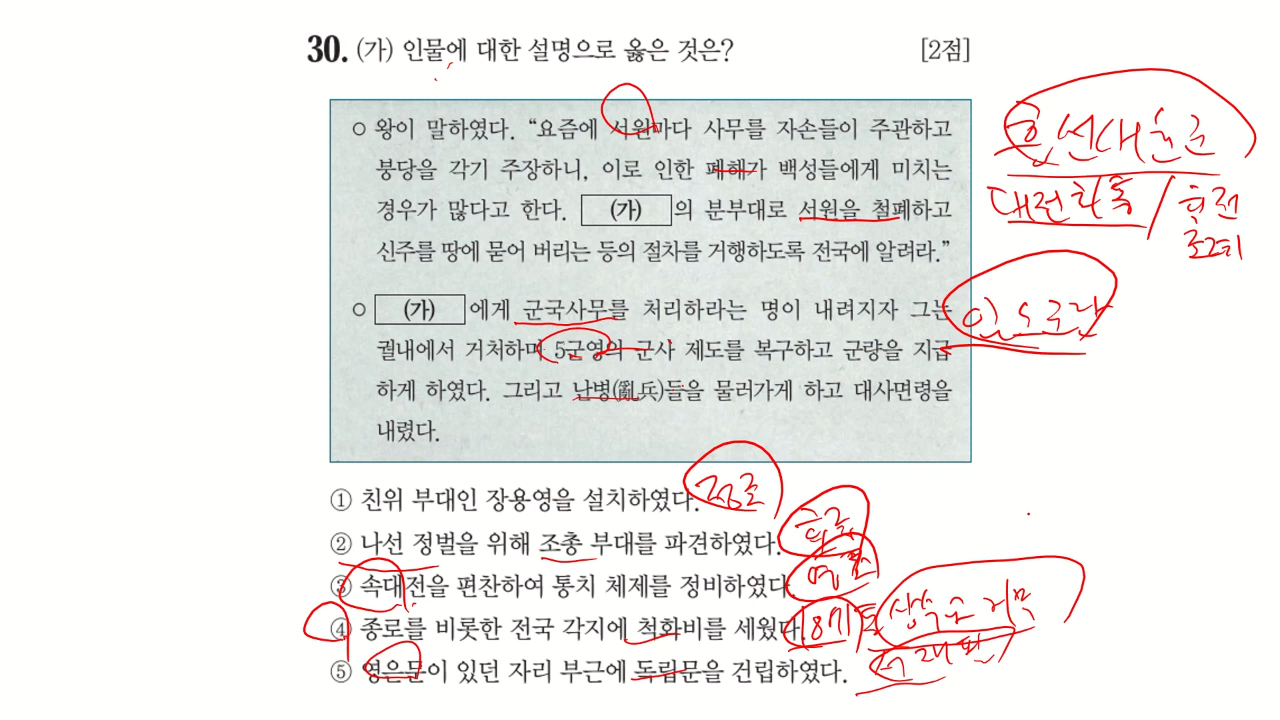 30. (가) 인물에 대한 설명으로 옳은 것은? [2점]
○ 왕이 말하였다. “요즘에 서원마다 사무를 자손들이 주관하고
붕당을 각기 주장하니, 이로 인한 폐해가 백성들에게 미치는
경우가 많다고 한다. (가) 의 분부대로 서원을 철폐하고
신주를 땅에 묻어 버리는 등의 절차를 거행하도록 전국에 알려라.”
○ (가) 에게 군국사무를 처리하라는 명이 내려지자 그는
궐내에서 거처하며 5군영의 군사 제도를 복구하고 군량을 지급
하게 하였다. 그리고 난병(亂兵)들을 물러가게 하고 대사면령을
내렸다.
흥선대원군
대전회통 /
임오군란
① 친위 부대인 장용영을 설치하였다. 정조
② 나선 정벌을 위해 조총 부대를 파견하였다. 효종
③ 속대전을 편찬하여 통치 체제를 정비하였다. 영조
④ 종로를 비롯한 전국 각지에 척화비를 세웠다. 1871
⑤ 영은문이 있던 자리 부근에 독립문을 건립하였다. 서재필